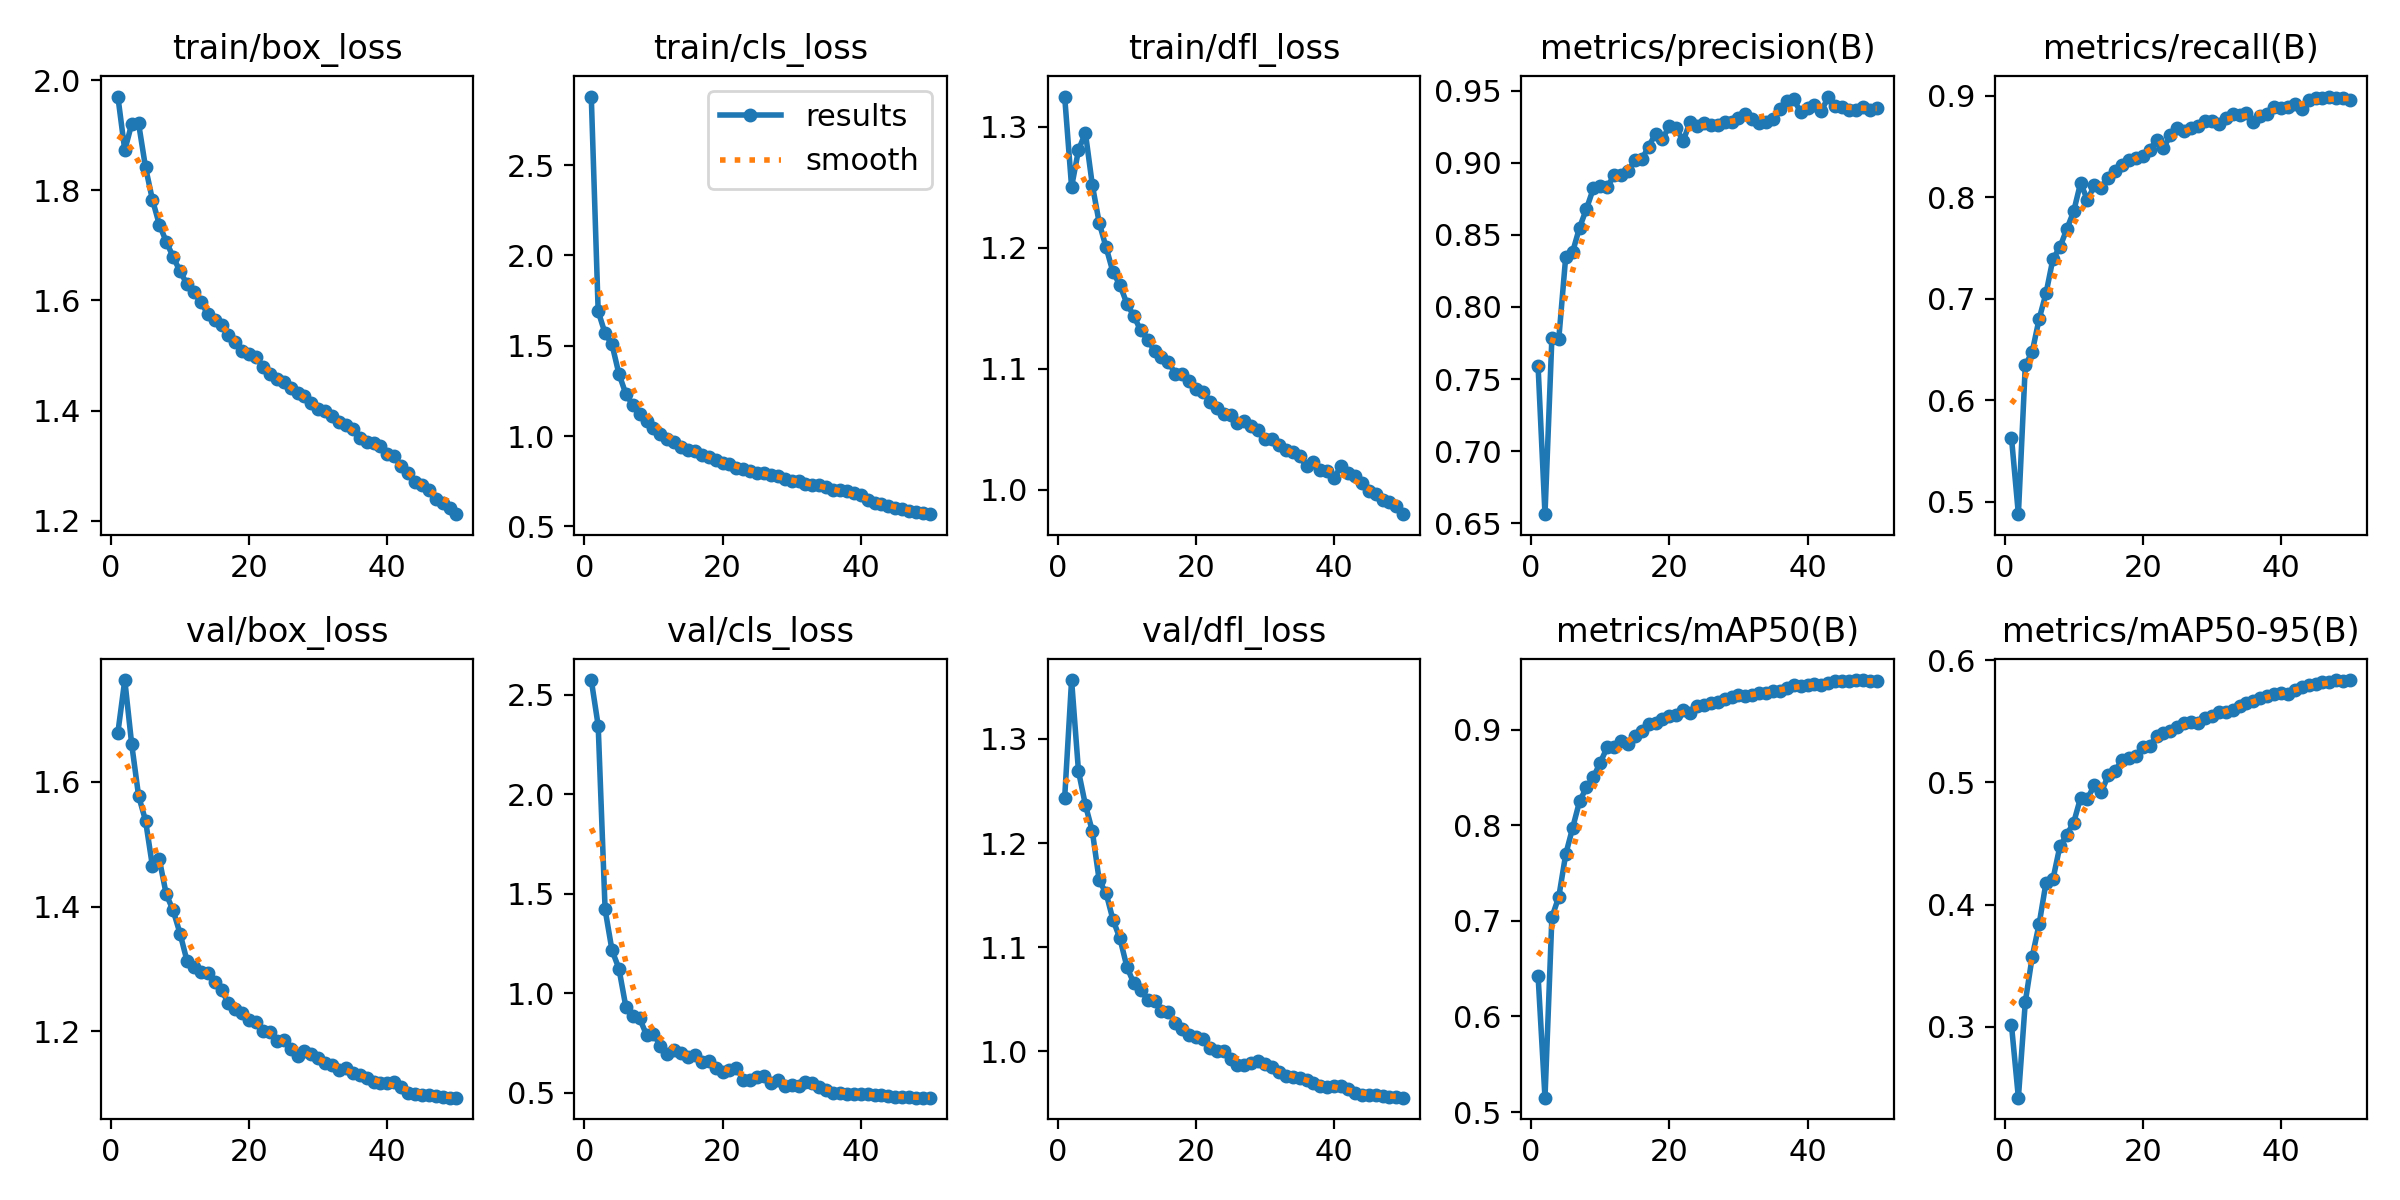 train/box_loss
2.0
1.8
1.6
1.4
1.2
0 20 40
train/cls_loss
results
smooth
2.5
2.0
1.5
1.0
0.5
0 20 40
train/dfl_loss
1.3
1.2
1.1
1.0
0 20 40
metrics/precision(B)
0.95
0.90
0.85
0.80
0.75
0.70
0.65
0 20 40
metrics/recall(B)
0.9
0.8
0.7
0.6
0.5
0 20 40
val/box_loss
1.6
1.4
1.2
0 20 40
val/cls_loss
2.5
2.0
1.5
1.0
0.5
0 20 40
val/dfl_loss
1.3
1.2
1.1
1.0
0 20 40
metrics/mAP50(B)
0.9
0.8
0.7
0.6
0.5
0 20 40
metrics/mAP50-95(B)
0.6
0.5
0.4
0.3
0 20 40